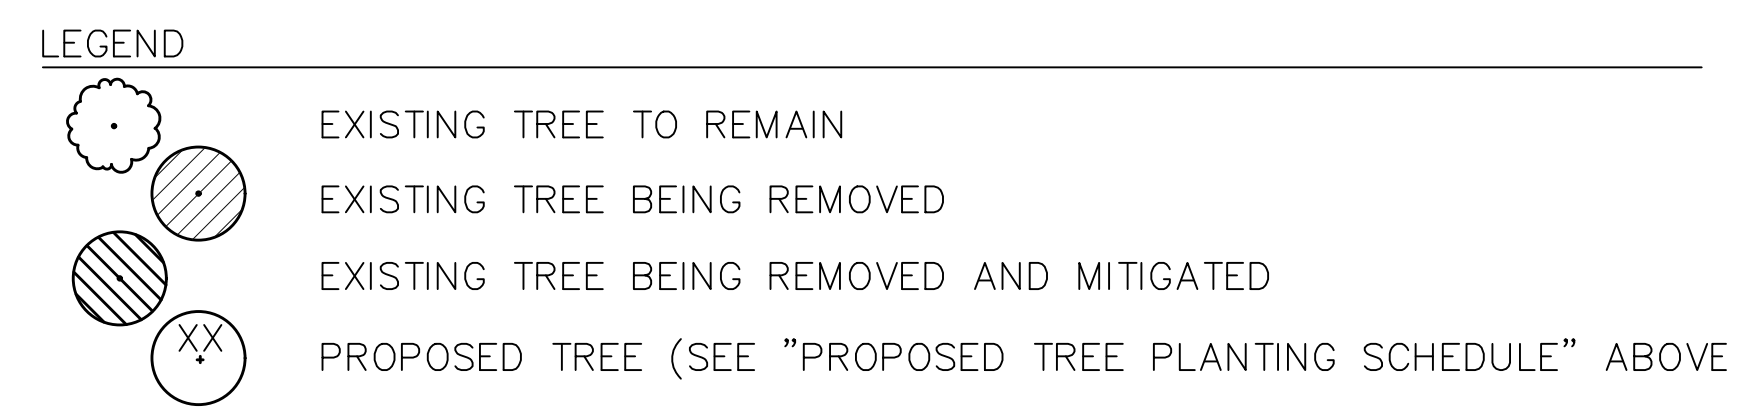 LEGEND
EXISTING TREE TO REMAIN
EXISTING TREE BEING REMOVED
EXISTING TREE BEING REMOVED AND MITIGATED
XX
PROPOSED TREE (SEE "PROPOSED TREE PLANTING SCHEDULE" ABOVE